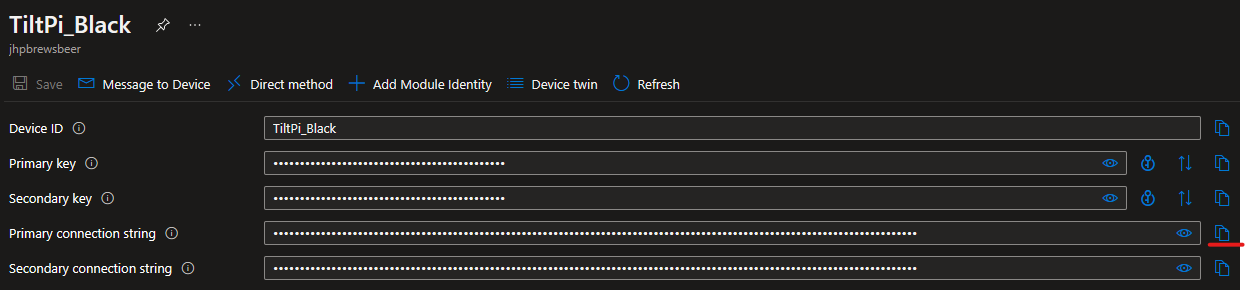 TiltPi_Black
jhpbrewsbeer
Save Message to Device Direct method Add Module Identity Device twin Refresh
Device ID TiltPi_Black
Primary key
Secondary key
Primary connection string
Secondary connection string